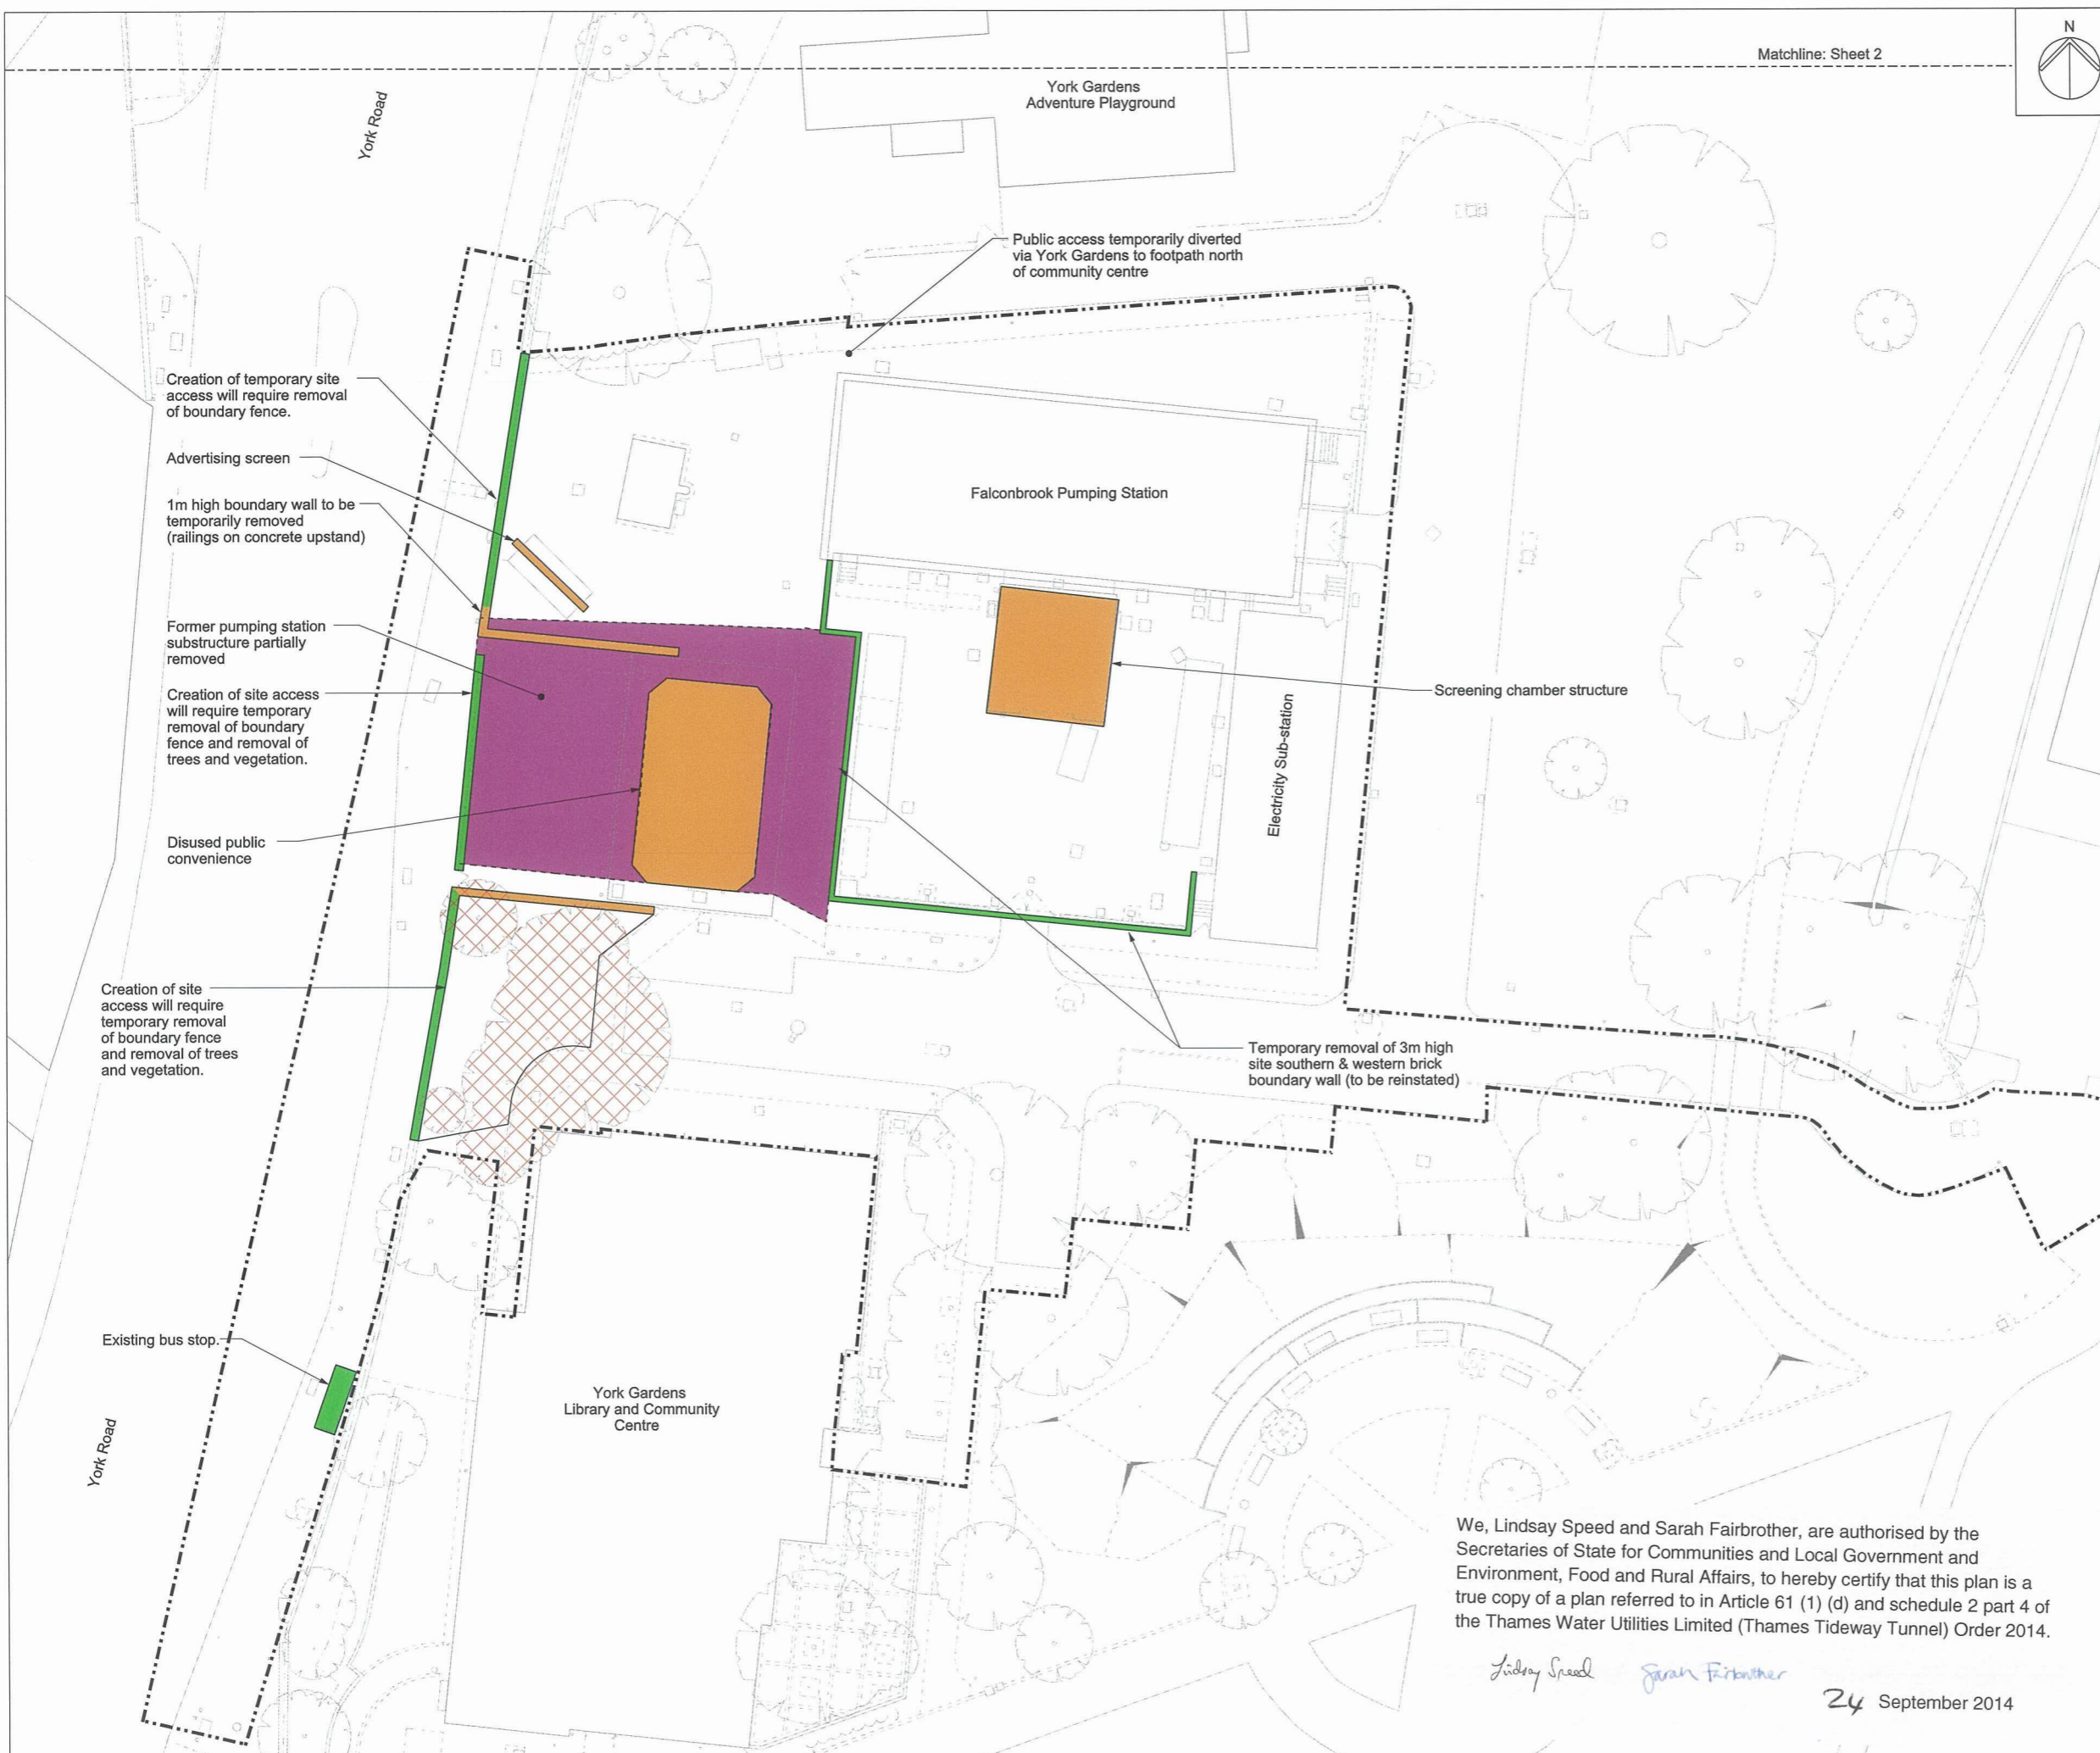 Matchline: Sheet 2
N
York Road
York Gardens
Adventure Playground
Public access temporarily diverted
via York Gardens to footpath north
of community centre
Creation of temporary site
access will require removal
of boundary fence.
Advertising screen
1m high boundary wall to be
temporarily removed
(railings on concrete upstand)
Falconbrook Pumping Station
Former pumping station
substructure partially
removed
Creation of site access
will require temporary
removal of boundary
fence and removal of
trees and vegetation.
Screening chamber structure
Electricity Sub-station
Disused public
convenience
Creation of site
access will require
temporary removal
of boundary fence
and removal of trees
and vegetation.
Temporary removal of 3m high
site southern & western brick
boundary wall (to be reinstated)
Existing bus stop.
York Gardens
Library and Community
Centre
York Road
We, Lindsay Speed and Sarah Fairbrother, are authorised by the
Secretaries of State for Communities and Local Government and
Environment, Food and Rural Affairs, to hereby certify that this plan is a
true copy of a plan referred to in Article 61 (1) (d) and schedule 2 part 4 of
the Thames Water Utilities Limited (Thames Tideway Tunnel) Order 2014.
Lindsay Speed Sarah Fairbrother
24 September 2014